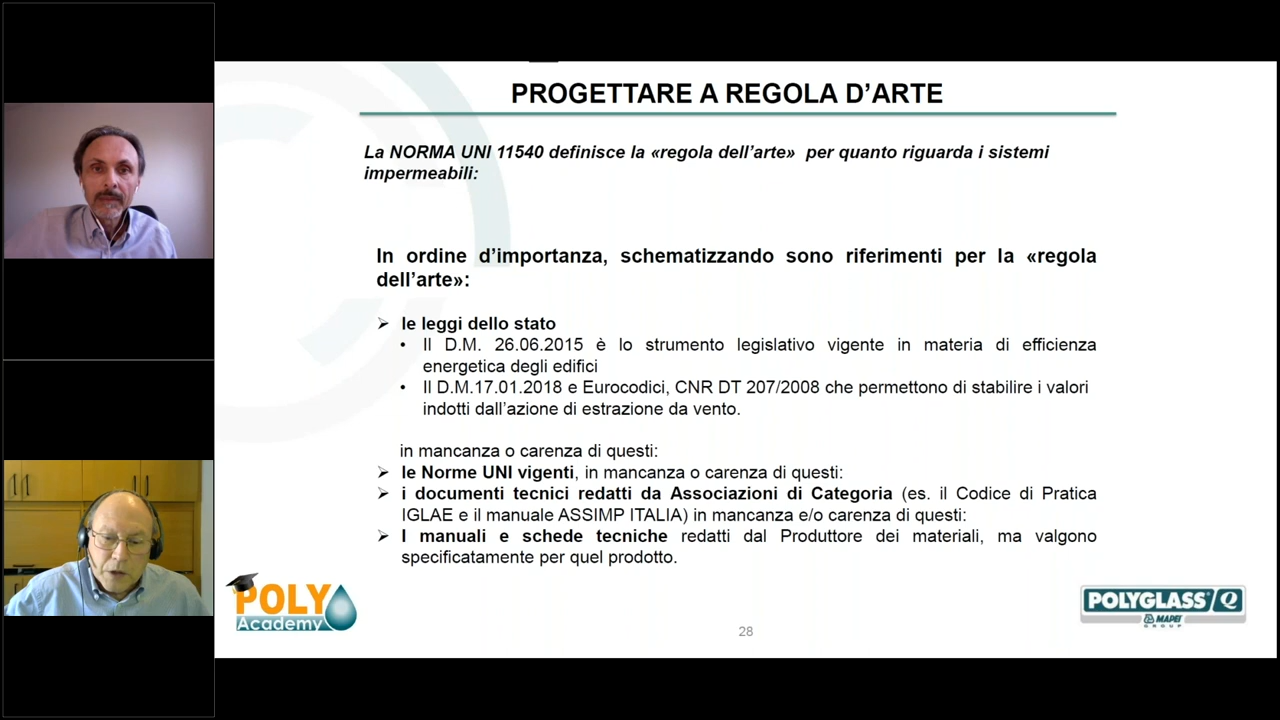 PROGETTARE A REGOLA D’ARTE
La NORMA UNI 11540 definisce la «regola dell’arte» per quanto riguarda i sistemi
impermeabili:
In ordine d’importanza, schematizzando sono riferimenti per la «regola
dell’arte»:
➢ le leggi dello stato
• Il D.M. 26.06.2015 è lo strumento legislativo vigente in materia di efficienza
energetica degli edifici
• Il D.M.17.01.2018 e Eurocodici, CNR DT 207/2008 che permettono di stabilire i valori
indotti dall’azione di estrazione da vento.
in mancanza o carenza di questi:
➢ le Norme UNI vigenti, in mancanza o carenza di questi:
➢ i documenti tecnici redatti da Associazioni di Categoria (es. il Codice di Pratica
IGLAE e il manuale ASSIMP ITALIA) in mancanza e/o carenza di questi:
➢ I manuali e schede tecniche redatti dal Produttore dei materiali, ma valgono
specificatamente per quel prodotto.
POLY
Academy
POLYGLASS® Q
MAPEI
GROUP
28